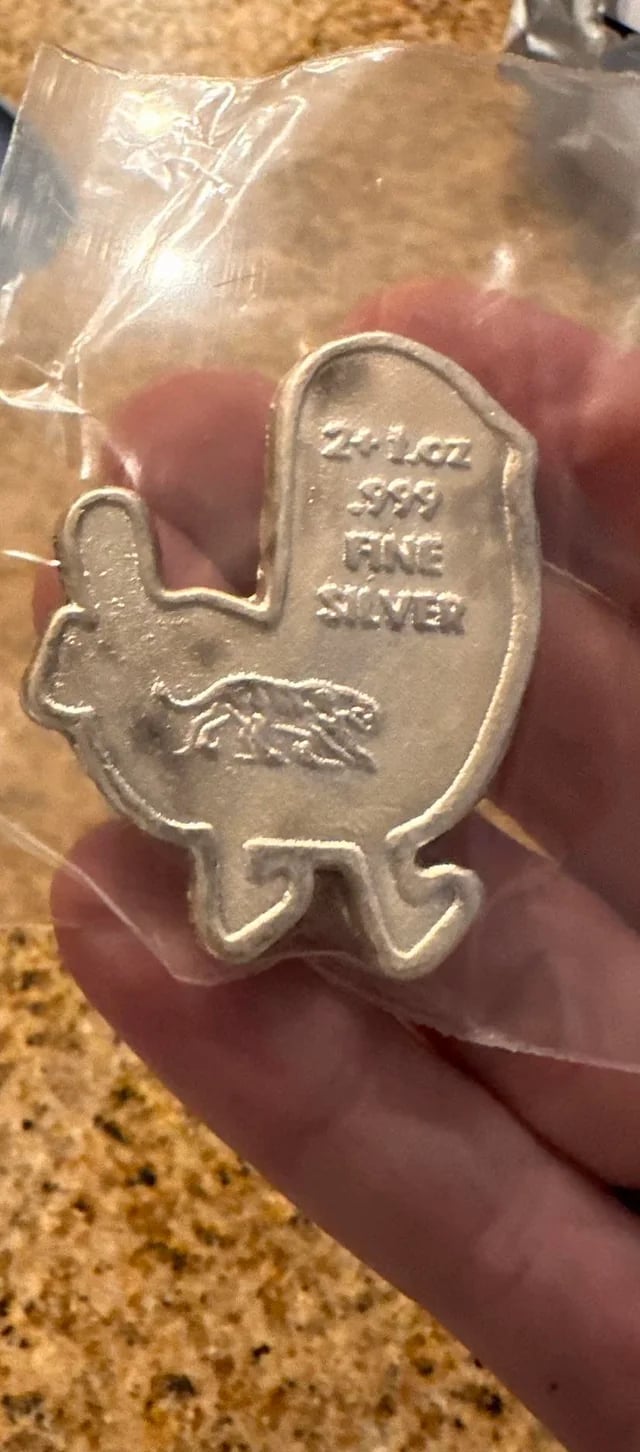 2+1.oz
.999
FINE
SILVER